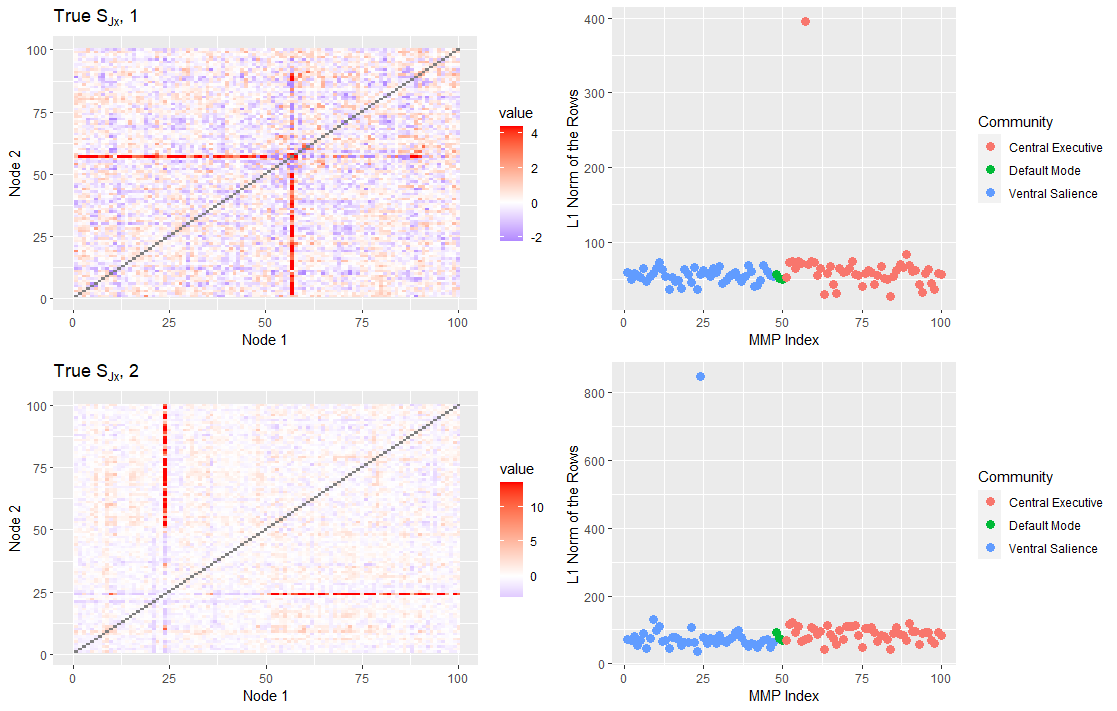 True S_Jx, 1
Node 2
100
75
50
25
0
0 25 50 75 100
Node 1
value
4
2
0
-2
L1 Norm of the Rows
400
300
200
100
0 25 50 75 100
MMP Index
Community
Central Executive
Default Mode
Ventral Salience
True S_Jx, 2
Node 2
100
75
50
25
0
0 25 50 75 100
Node 1
value
10
5
0
L1 Norm of the Rows
800
600
400
200
0
0 25 50 75 100
MMP Index
Community
Central Executive
Default Mode
Ventral Salience